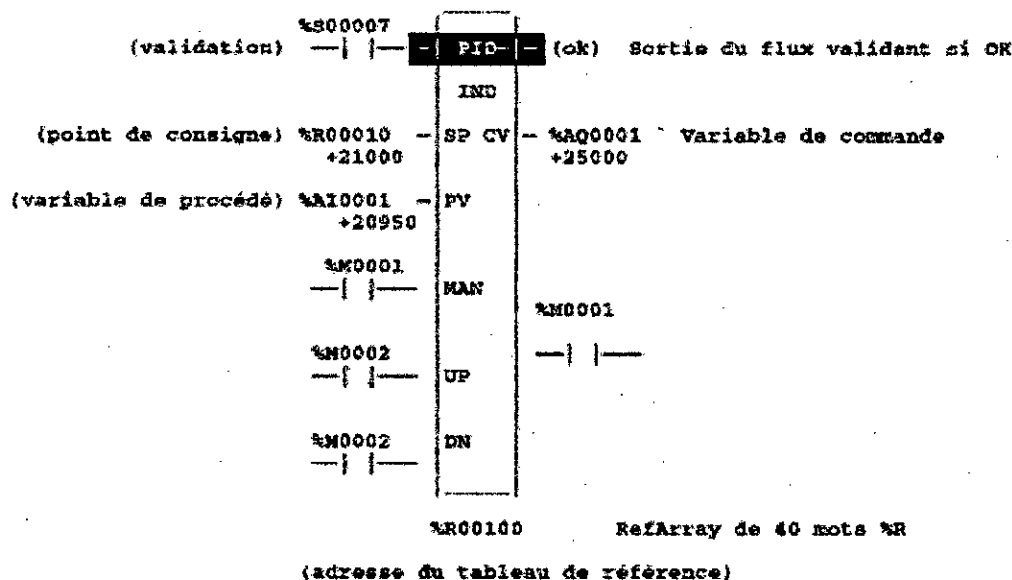 %S00007
(validation) PID (ok) Sortie du flux validant si OK
IND
(point de consigne) %R00010 SP CV %AQ0001 Variable de commande
+21000 +25000
(variable de procédé) %AI0001 PV
+20950
%M0001
MAN
%M0001
%M0002
UP
%M0002 DN
%R00100 RefArray de 40 mots %R
(adresse du tableau de référence)